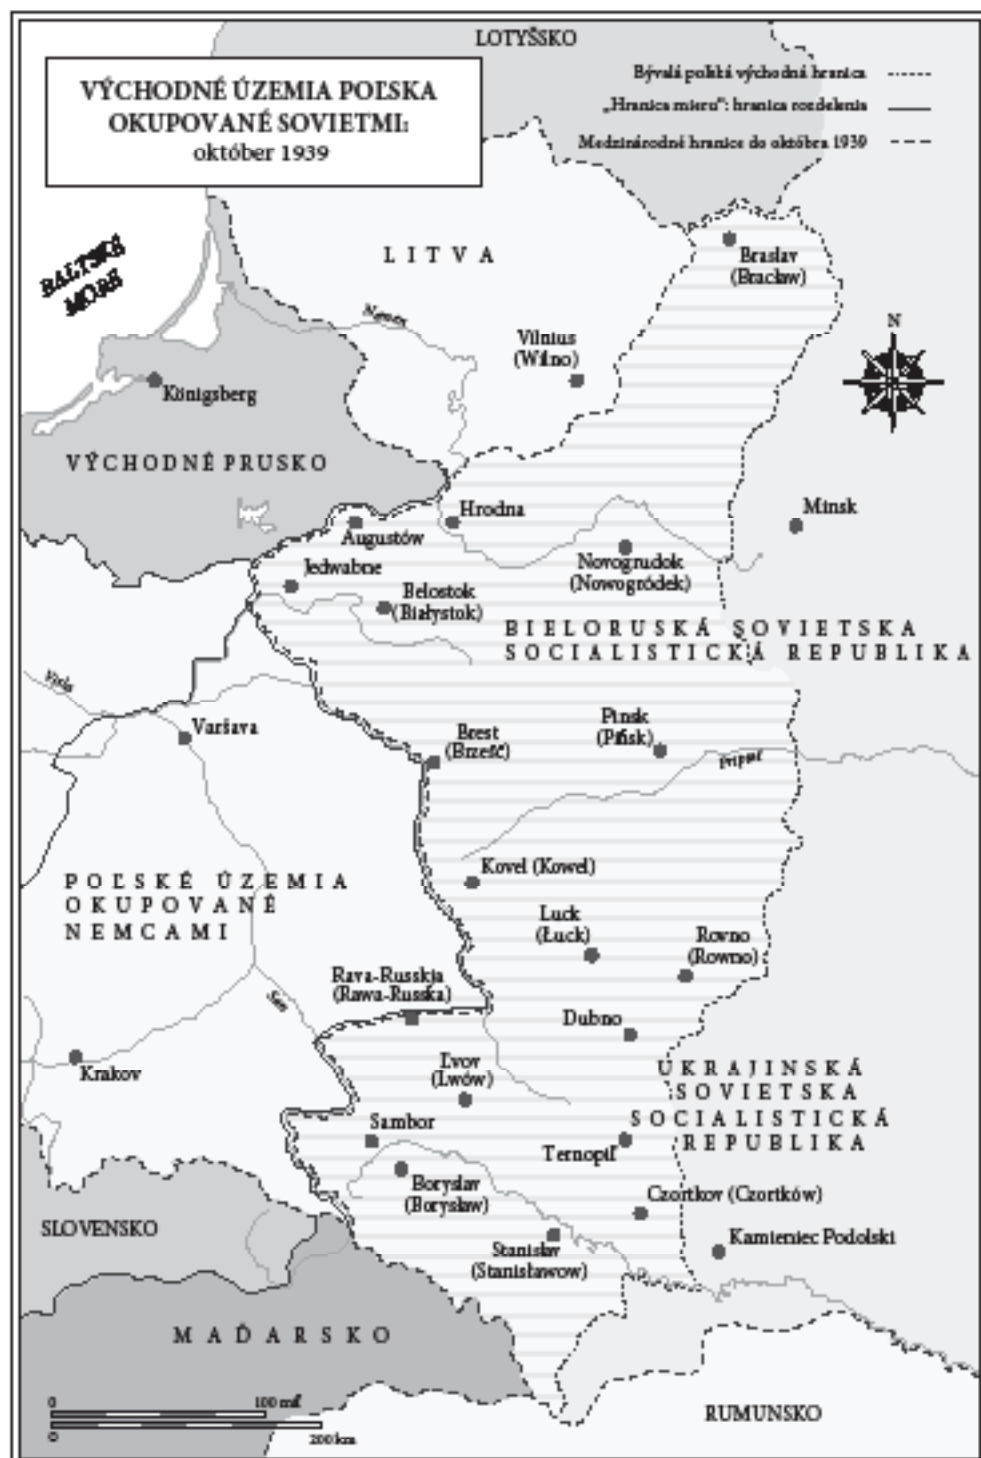 LOTYŠSKO
VÝCHODNÉ ÚZEMIA POĽSKA
OKUPOVANÉ SOVIETMI:
október 1939
Bývalá poľská východná hranica
„Hranica mieru“: hranica rozdelenia
Medzinárodné hranice do októbra 1939
BALTSKÉ
MORE
LITVA
Braslav
(Bracław)
Vilnius
(Wilno)
N
Königsberg
VÝCHODNÉ PRUSKO
Hrodna
Minsk
Augustów
Novogrudok
(Nowogródek)
Jedwabne
Belostok
(Białystok)
BIELORUSKÁ SOVIETSKA
SOCIALISTICKÁ REPUBLIKA
Visla
Varšava
Brest
(Brześć)
Pinsk
(Pińsk)
Pripať
Kovel (Kowel)
POĽSKÉ ÚZEMIA
OKUPOVANÉ
NEMCAMI
Luck
(Łuck)
Rowno
(Rowno)
Rava-Russkja
(Rawa-Russka)
San
Dubno
Krakov
Ľvov
(Lwów)
UKRAJINSKÁ
SOVIETSKA
SOCIALISTICKÁ
REPUBLIKA
Sambor
Ternopiľ
Boryslav
(Borysław)
Czortkov (Czortków)
SLOVENSKO
Stanislav
(Stanisławow)
Kamieniec Podolski
MAĎARSKO
0 100 míľ
0 200 km
RUMUNSKO